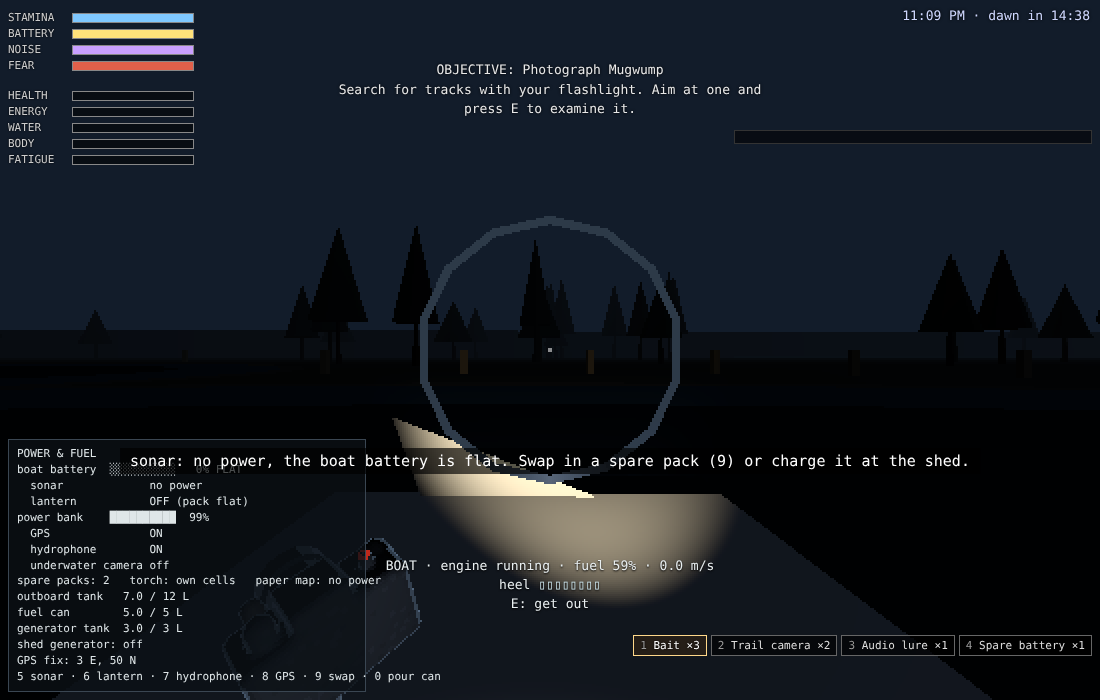 STAMINA
BATTERY
NOISE
FEAR
HEALTH
ENERGY
WATER
BODY
FATIGUE
11:09 PM · dawn in 14:38
OBJECTIVE: Photograph Mugwump
Search for tracks with your flashlight. Aim at one and
press E to examine it.
sonar: no power, the boat battery is flat. Swap in a spare pack (9) or charge it at the shed.
POWER & FUEL
boat battery 0% FLAT
sonar no power
lantern OFF (pack flat)
power bank 99%
GPS ON
hydrophone ON
underwater camera off
spare packs: 2 torch: own cells paper map: no power
outboard tank 7.0 / 12 L
fuel can 5.0 / 5 L
generator tank 3.0 / 3 L
shed generator: off
GPS fix: 3 E, 50 N
5 sonar · 6 lantern · 7 hydrophone · 8 GPS · 9 swap · 0 pour can
BOAT · engine running · fuel 59% · 0.0 m/s
heel
E: get out
1 Bait ×3
2 Trail camera ×2
3 Audio lure ×1
4 Spare battery ×1